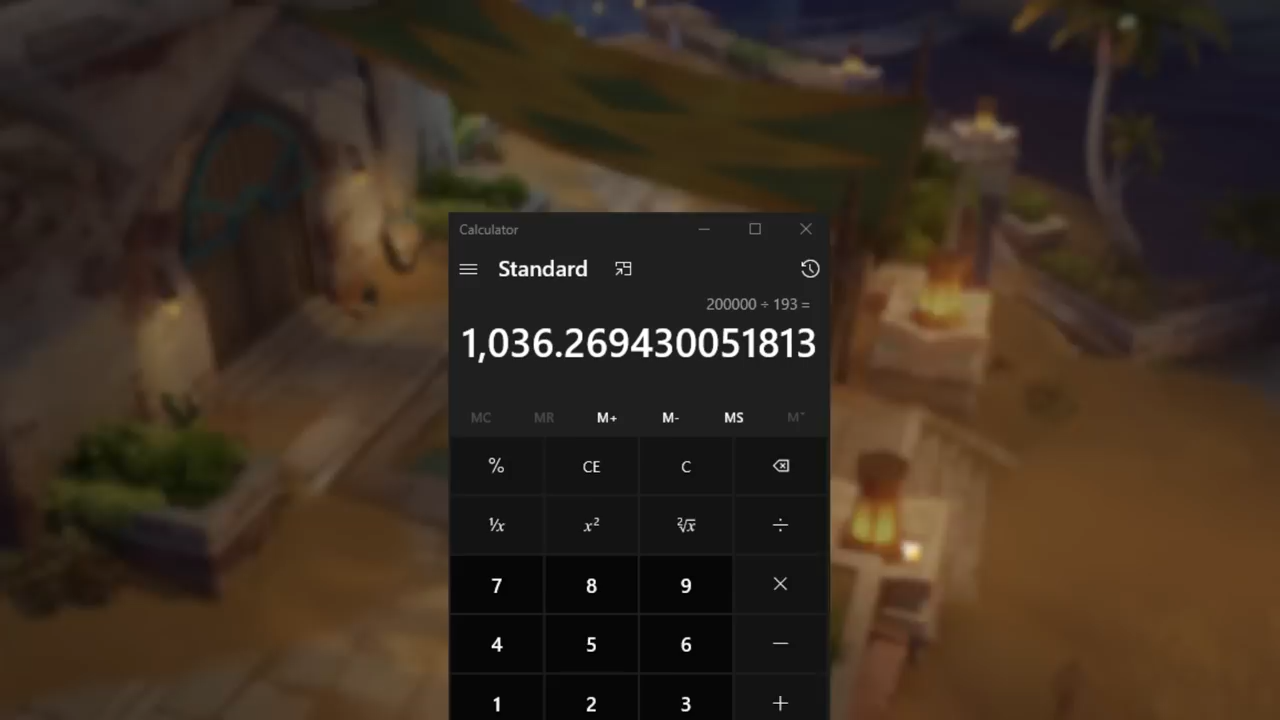 Calculator
Standard
200000 ÷ 193 =
1,036.269430051813
MC MR M+ M- MS M˅
% CE C
⅟x x² ²√x ÷
7 8 9 ×
4 5 6 −
1 2 3 +